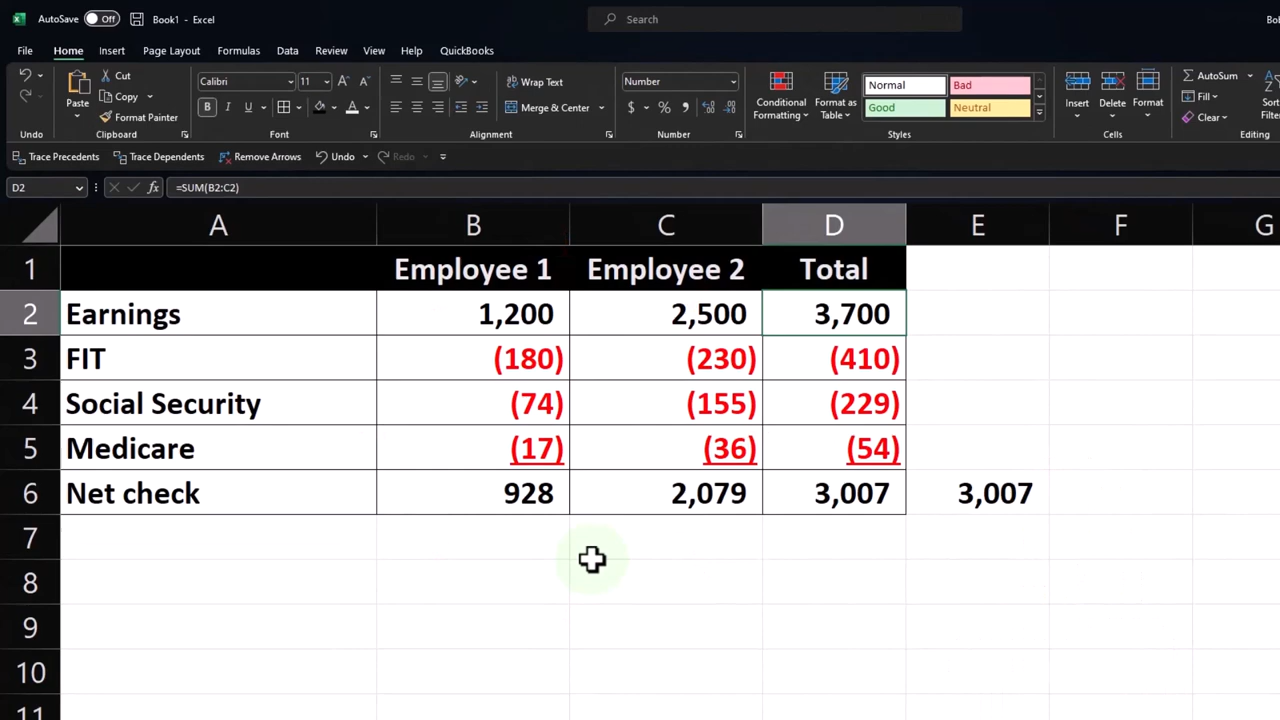 AutoSave Off Book1 - Excel Search
File Home Insert Page Layout Formulas Data Review View Help QuickBooks
Undo Paste Cut Copy Format Painter Clipboard
Calibri 11 B I U Font
Wrap Text Merge & Center Alignment
Number $ % Number
Conditional Formatting Format as Table Normal Bad Good Neutral Styles
Insert Delete Format Cells
AutoSum Fill Clear Editing
Trace Precedents Trace Dependents Remove Arrows Undo Redo
D2 fx =SUM(B2:C2)
A B C D E F G
1 Employee 1 Employee 2 Total
2 Earnings 1,200 2,500 3,700
3 FIT (180) (230) (410)
4 Social Security (74) (155) (229)
5 Medicare (17) (36) (54)
6 Net check 928 2,079 3,007 3,007
7
8
9
10
11